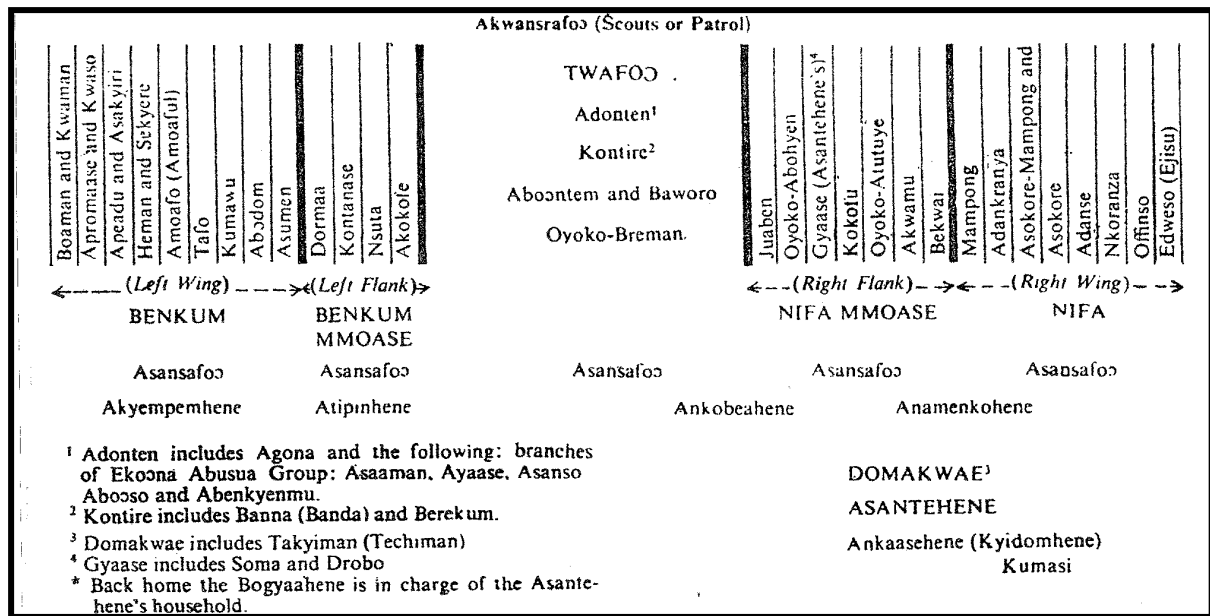 Akwansrafoɔ (Scouts or Patrol)
Boaman and Kwaman
Apromaase and Kwaso
Apeadu and Asakyiri
Heman and Sekyere
Amoafo (Amoaful)
Tafo
Kumawu
Abɔdom
Asumen
Dormaa
Kontanase
Nsuta
Akokofe
TWAFOƆ
Adonten¹
Kontire²
Aboɔntem and Baworo
Oyoko-Breman
Juaben
Oyoko-Abohyen
Gyaase (Asantehene's)⁴
Kokofu
Oyoko-Atutuye
Akwamu
Bekwai
Mampong
Adankranya
Asokore-Mampong and
Asokore
Adanse
Nkoranza
Offinso
Edweso (Ejisu)
(Left Wing)
(Left Flank)
(Right Flank)
(Right Wing)
BENKUM
BENKUM
MMOASE
NIFA MMOASE
NIFA
Asansafoɔ
Asansafoɔ
Asansafoɔ
Asansafoɔ
Asansafoɔ
Akyempemhene
Atipinhene
Ankobeahene
Anamenkohene
¹ Adonten includes Agona and the following: branches
of Ekoɔna Abusua Group: Asaaman, Ayaase, Asanso
Aboɔso and Abenkyenmu.
² Kontire includes Banna (Banda) and Berekum.
³ Domakwae includes Takyiman (Techiman)
⁴ Gyaase includes Soma and Drobo
* Back home the Bogyaahene is in charge of the Asante-
hene's household.
DOMAKWAE³
ASANTEHENE
Ankaasehene (Kyidomhene)
Kumasi